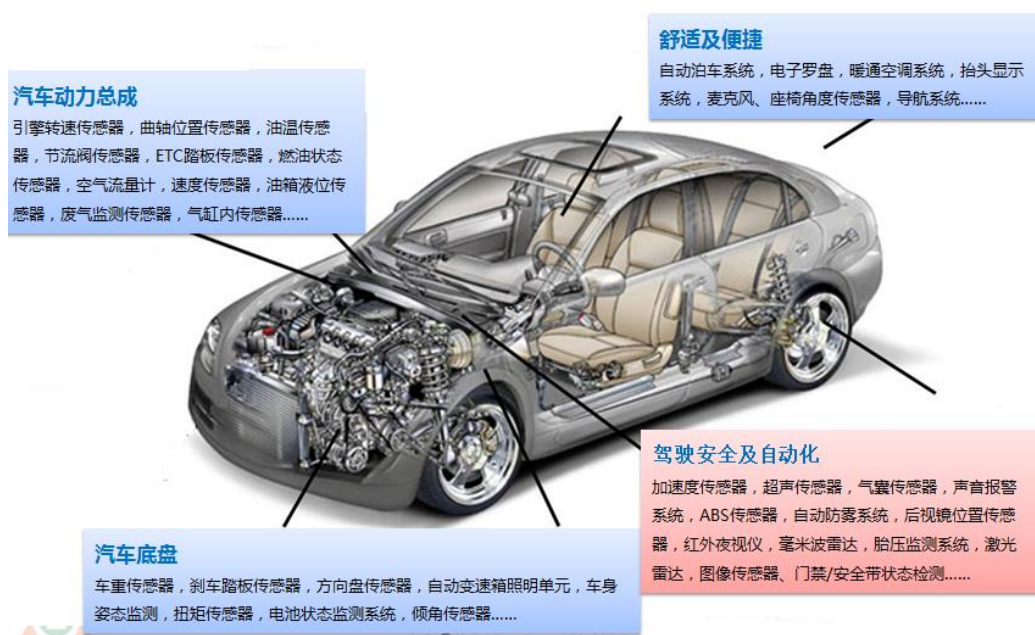 舒适及便捷
自动泊车系统，电子罗盘，暖通空调系统，抬头显示
系统，麦克风、座椅角度传感器，导航系统……
汽车动力总成
引擎转速传感器，曲轴位置传感器，油温传感
器，节流阀传感器，ETC踏板传感器，燃油状态
传感器，空气流量计，速度传感器，油箱液位传
感器，废气监测传感器，气缸内传感器……
驾驶安全及自动化
加速度传感器，超声传感器，气囊传感器，声音报警
系统，ABS传感器，自动防雾系统，后视镜位置传感
器，红外夜视仪，毫米波雷达，胎压监测系统，激光
雷达，图像传感器、门禁/安全带状态检测……
汽车底盘
车重传感器，刹车踏板传感器，方向盘传感器，自动变速箱照明单元，车身
姿态监测，扭矩传感器，电池状态监测系统，倾角传感器……